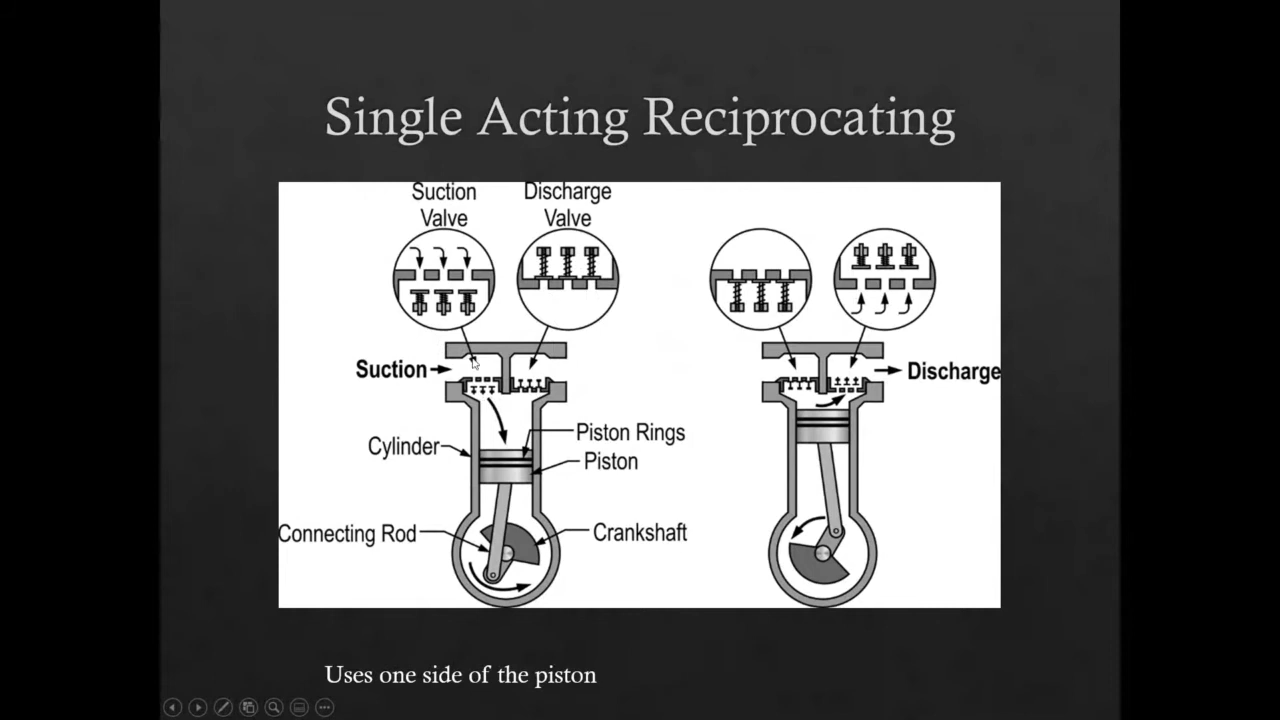 Single Acting Reciprocating
Suction
Valve
Discharge
Valve
Suction
Discharge
Cylinder
Piston Rings
Piston
Connecting Rod
Crankshaft
Uses one side of the piston